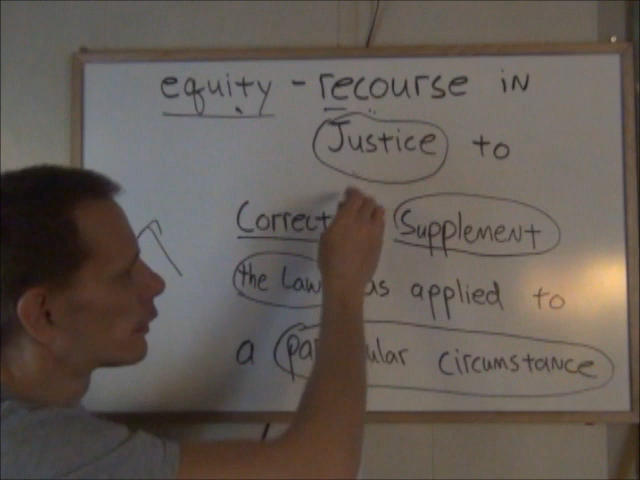 equity - recourse in
Justice to
Correct Supplement
the Law as applied to
a circumstance